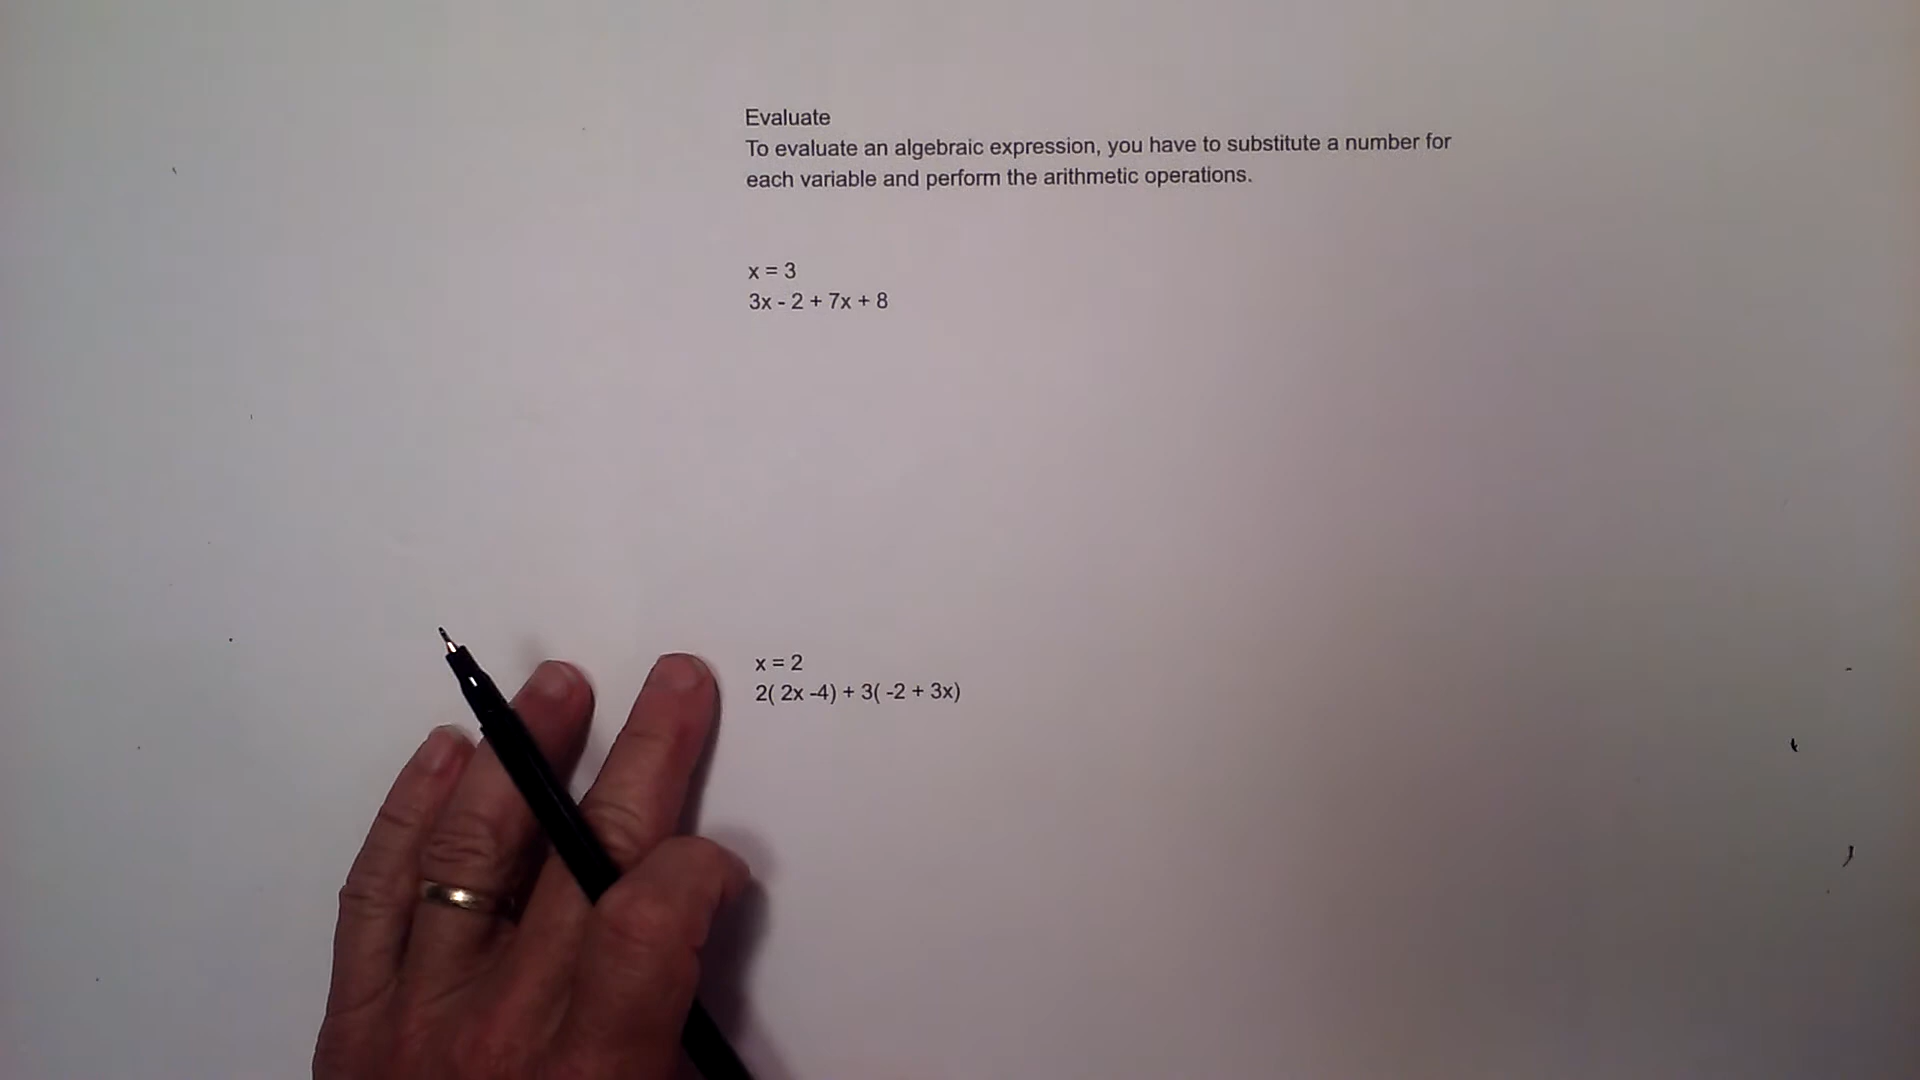 Evaluate
To evaluate an algebraic expression, you have to substitute a number for
each variable and perform the arithmetic operations.
x = 3
3x - 2 + 7x + 8
x = 2
2( 2x -4) + 3( -2 + 3x)